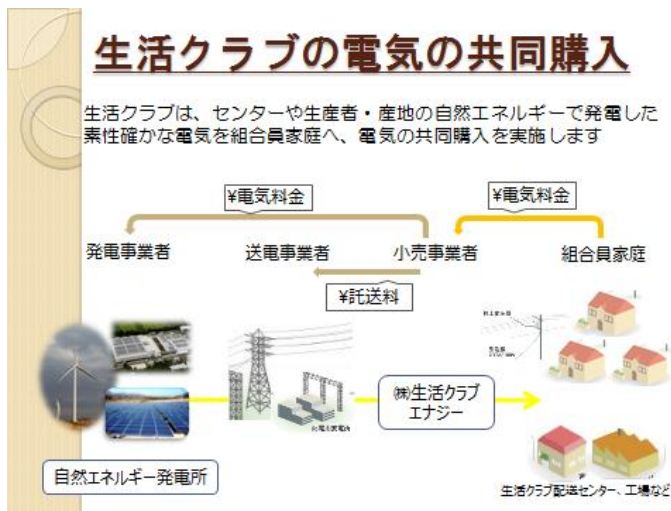 生活クラブの電気の共同購入
生活クラブは、センターや生産者・産地の自然エネルギーで発電した
素性確かな電気を組合員家庭へ、電気の共同購入を実施します
¥電気料金
¥電気料金
発電事業者
送電事業者
小売事業者
組合員家庭
¥託送料
㈱生活クラブ
エナジー
自然エネルギー発電所
生活クラブ配送センター、工場など